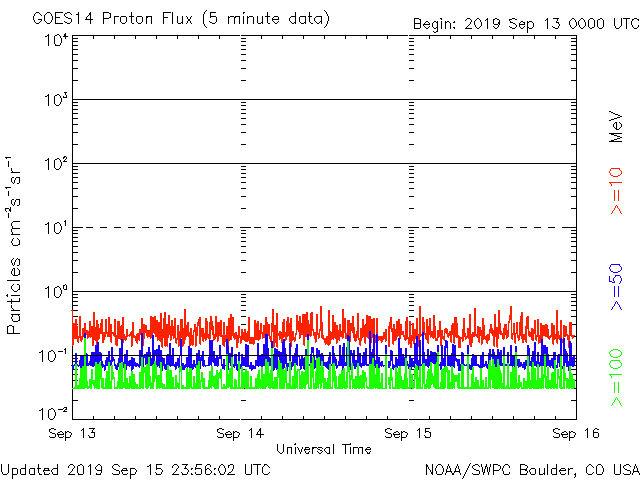 GOES14 Proton Flux (5 minute data)
Begin: 2019 Sep 13 0000 UTC
10⁴
10³
10²
10¹
10⁰
10⁻¹
10⁻²
Particles cm⁻²s⁻¹sr⁻¹
MeV
>=10
>=50
>=100
Sep 13 Sep 14 Sep 15 Sep 16
Universal Time
Updated 2019 Sep 15 23:56:02 UTC
NOAA/SWPC Boulder, CO USA